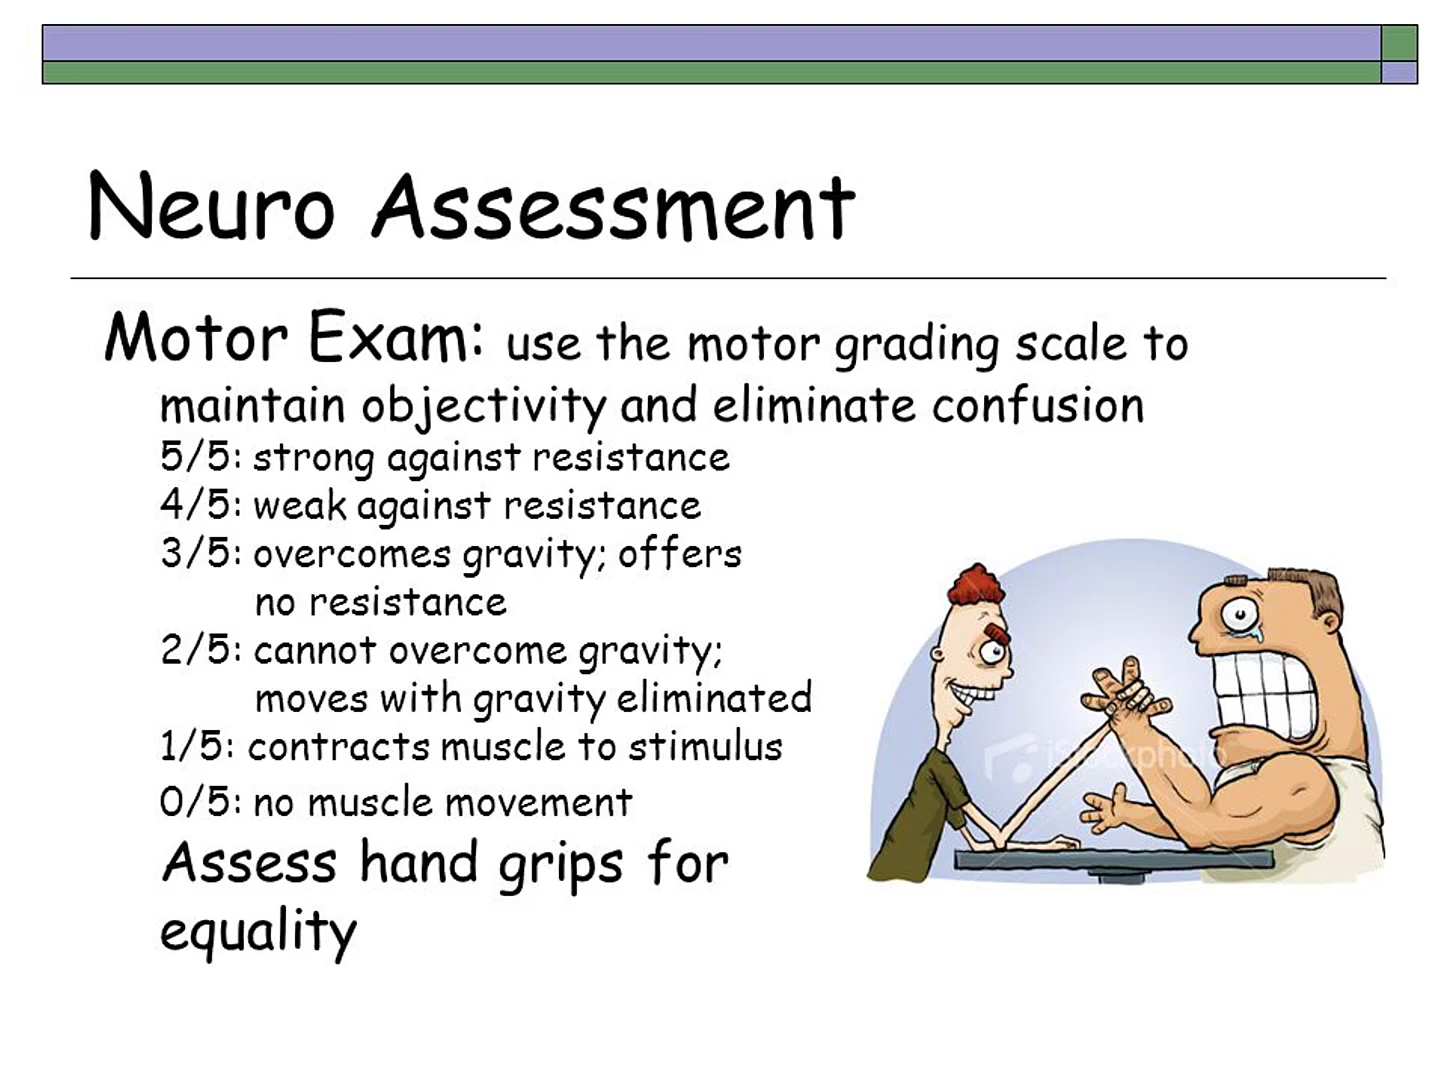 Neuro Assessment
Motor Exam: use the motor grading scale to
maintain objectivity and eliminate confusion
5/5: strong against resistance
4/5: weak against resistance
3/5: overcomes gravity; offers
no resistance
2/5: cannot overcome gravity;
moves with gravity eliminated
1/5: contracts muscle to stimulus
0/5: no muscle movement
Assess hand grips for
equality
iStockphoto